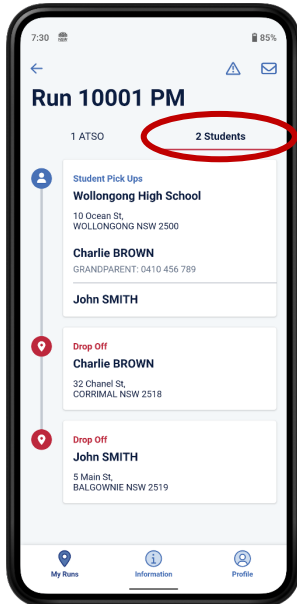 7:30
85%
Run 10001 PM
1 ATSO
2 Students
Student Pick Ups
Wollongong High School
10 Ocean St,
WOLLONGONG NSW 2500
Charlie BROWN
GRANDPARENT: 0410 456 789
John SMITH
Drop Off
Charlie BROWN
32 Chanel St,
CORRIMAL NSW 2518
Drop Off
John SMITH
5 Main St,
BALGOWNIE NSW 2519
My Runs
Information
Profile